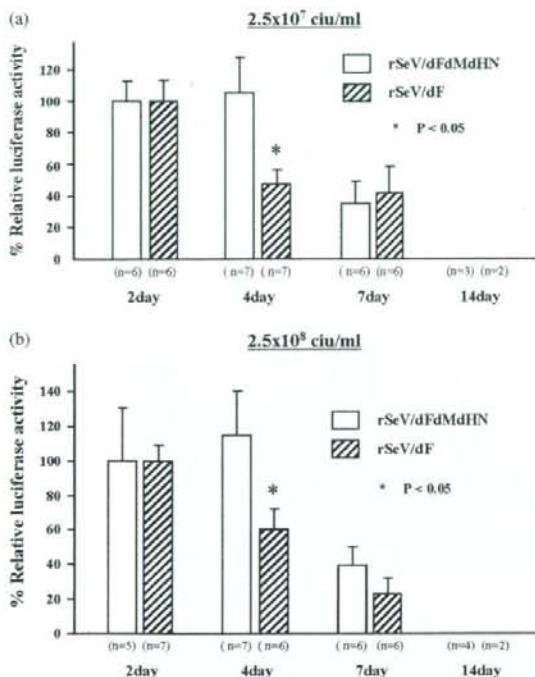 (a)
2.5x10⁷ ciu/ml
% Relative luciferase activity
120
100
80
60
40
20
0
rSeV/dFdMdHN
rSeV/dF
* P < 0.05
*
(n=6) (n=6) ( n=7) ( n=7) ( n=6) (n=6) (n=3) (n=2)
2day 4day 7day 14day
(b)
2.5x10⁸ ciu/ml
% Relative luciferase activity
140
120
100
80
60
40
20
0
rSeV/dFdMdHN
rSeV/dF
* P < 0.05
*
(n=5) (n=7) ( n=7) ( n=6) ( n=6) (n=6) (n=4) (n=2)
2day 4day 7day 14day